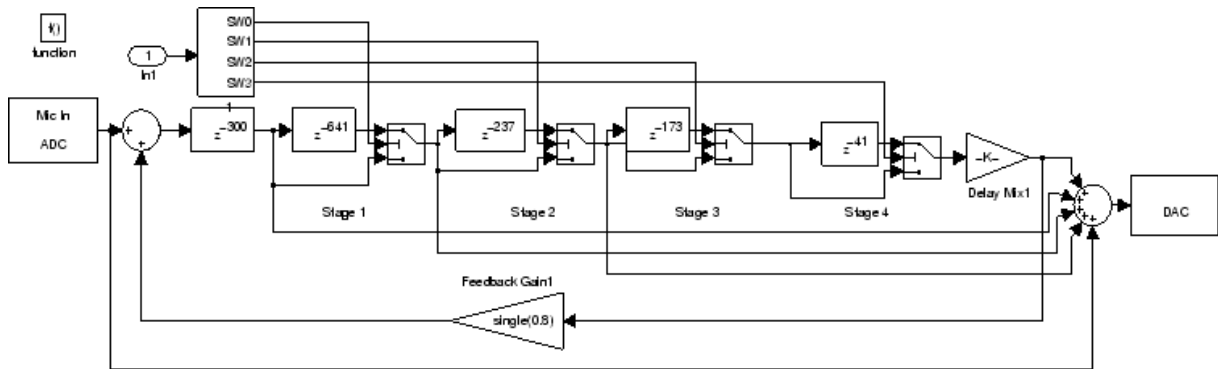 f()
function
1
In1
SW0
SW1
SW2
SW3
1
Mic In
ADC
+
+
z^-300
z^-641
z^-237
z^-173
z^-41
-K-
Delay Mix1
Stage 1
Stage 2
Stage 3
Stage 4
+
+
+
+
+
DAC
Feedback Gain1
single(0.8)